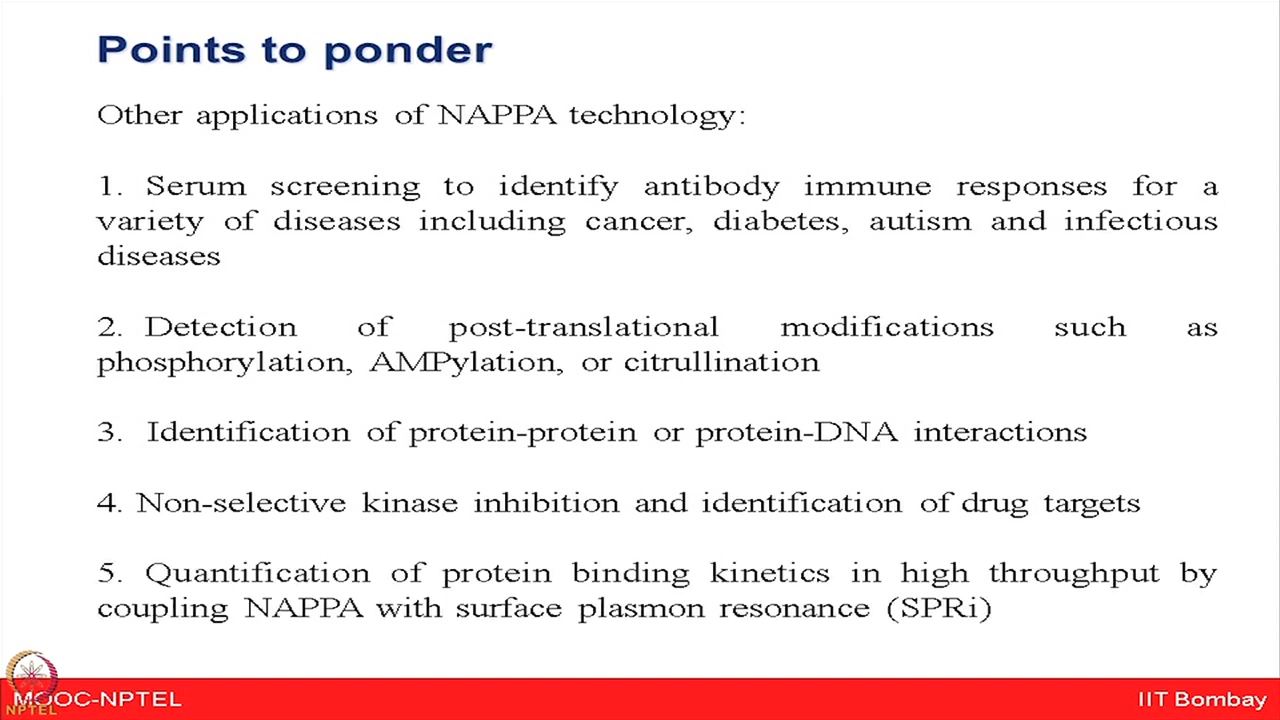 Points to ponder
Other applications of NAPPA technology:
1. Serum screening to identify antibody immune responses for a
variety of diseases including cancer, diabetes, autism and infectious
diseases
2. Detection of post-translational modifications such as
phosphorylation, AMPylation, or citrullination
3. Identification of protein-protein or protein-DNA interactions
4. Non-selective kinase inhibition and identification of drug targets
5. Quantification of protein binding kinetics in high throughput by
coupling NAPPA with surface plasmon resonance (SPRi)
MOOC-NPTEL
IIT Bombay
NPTEL